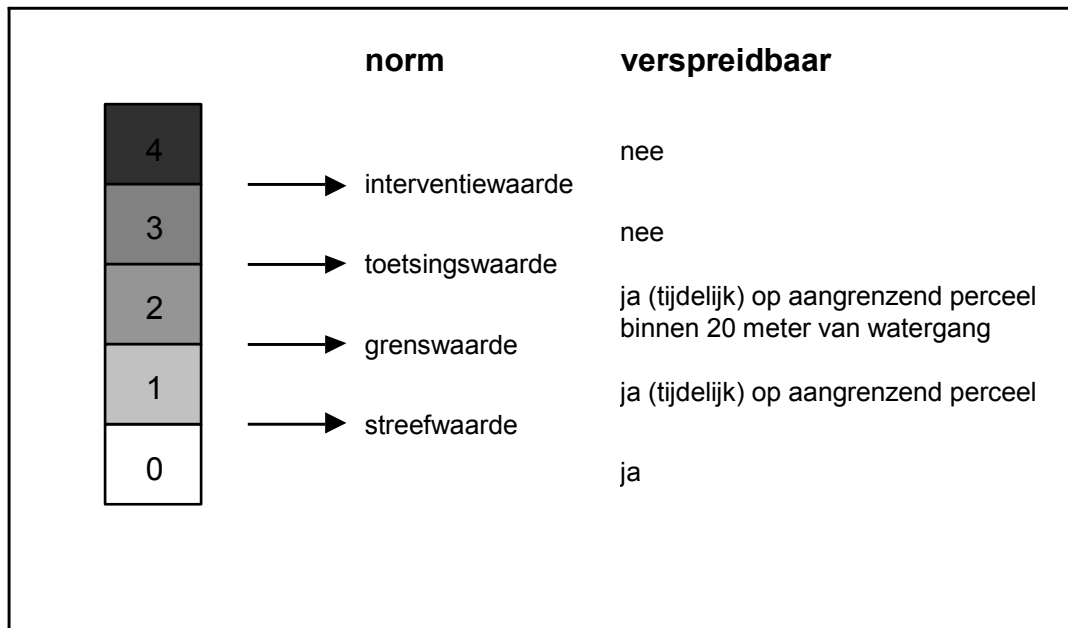 norm verspreidbaar
4 nee
interventiewaarde
3 nee
toetsingswaarde
2 ja (tijdelijk) op aangrenzend perceel
binnen 20 meter van watergang
grenswaarde
1 ja (tijdelijk) op aangrenzend perceel
streefwaarde
0 ja